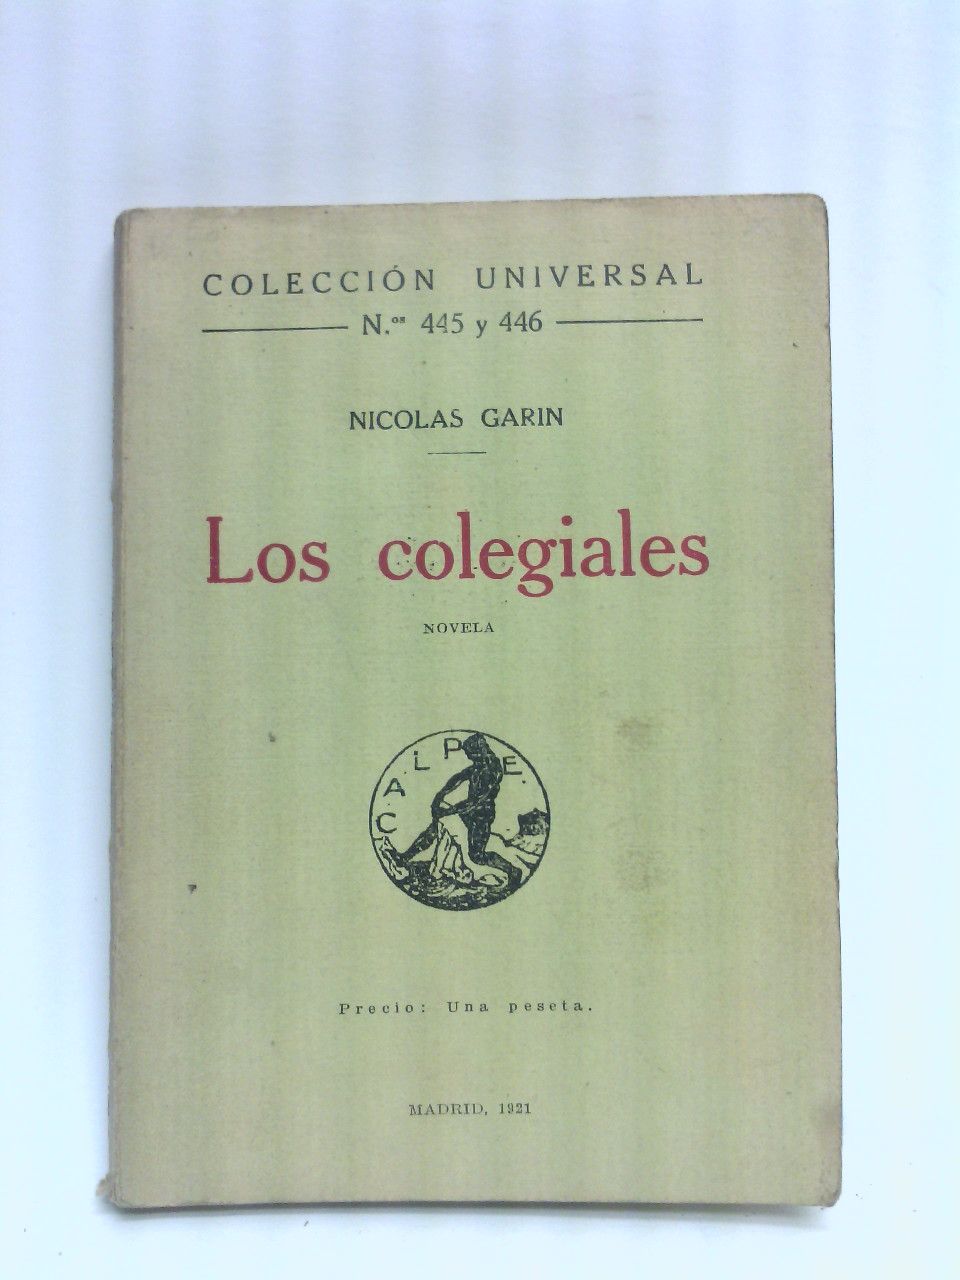 COLECCIÓN UNIVERSAL
N.os 445 y 446
NICOLAS GARIN
Los colegiales
NOVELA
C.A.L.P.E.
Precio: Una peseta.
MADRID, 1921